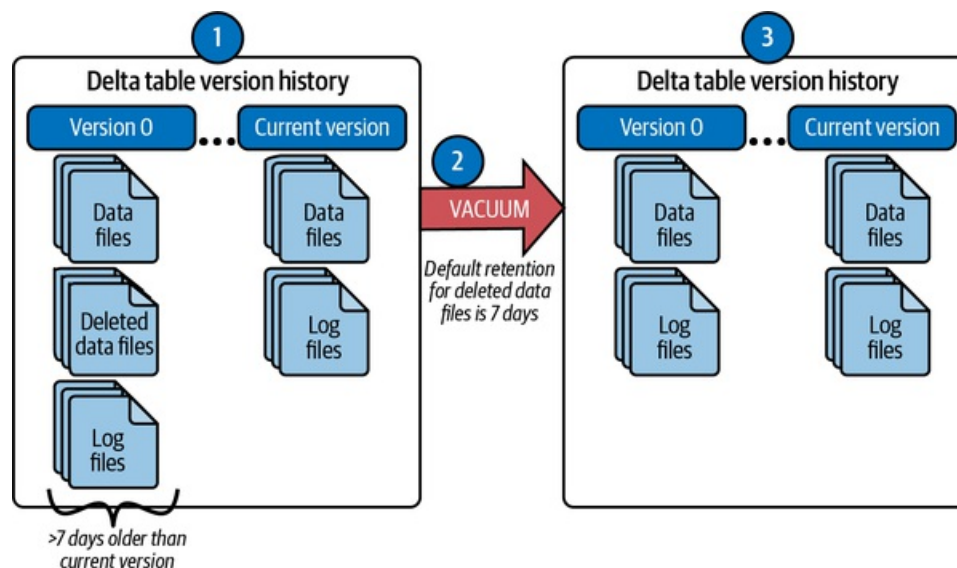 1
Delta table version history
Version 0 ... Current version
Data
files
Data
files
Deleted
data files
Log
files
Log
files
>7 days older than
current version
2
VACUUM
Default retention
for deleted data
files is 7 days
3
Delta table version history
Version 0 ... Current version
Data
files
Data
files
Log
files
Log
files